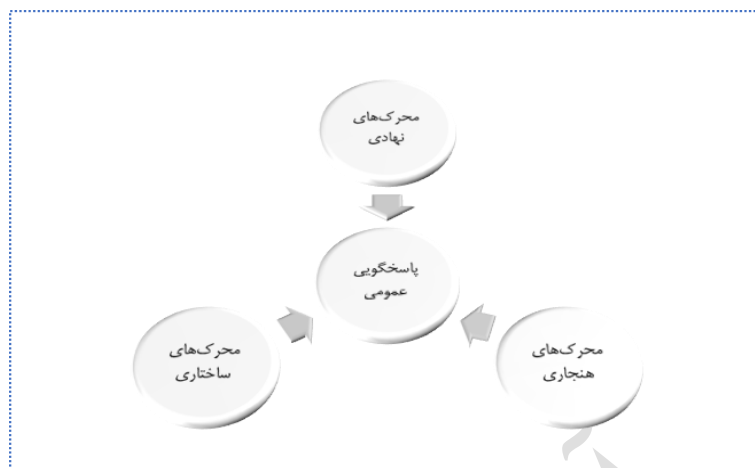 محرک‌های
نهادی
پاسخگویی
عمومی
محرک‌های
هنجاری
محرک‌های
ساختاری